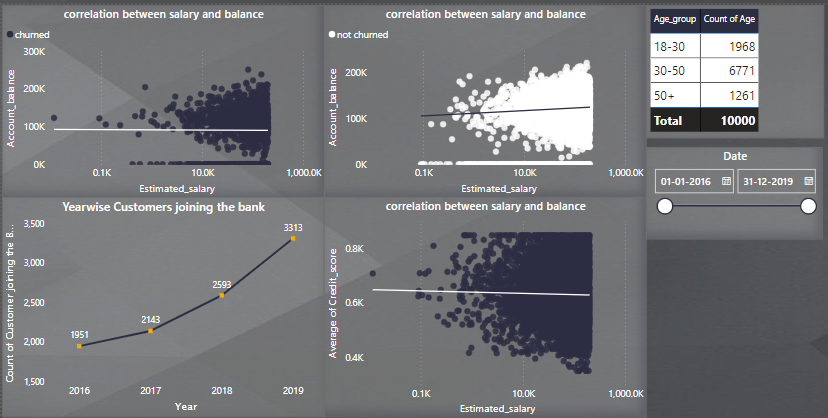 correlation between salary and balance
churned
Account_balance
300K
200K
100K
0K
0.1K 10.0K 1,000.0K
Estimated_salary
correlation between salary and balance
not churned
Account_balance
200K
100K
0K
0.1K 10.0K 1,000.0K
Estimated_salary
Age_group Count of Age
18-30 1968
30-50 6771
50+ 1261
Total 10000
Date
01-01-2016 31-12-2019
Yearwise Customers joining the bank
Count of Customer joining the B...
3,500
3,000
2,500
2,000
1,500
1951
2143
2593
3313
2016 2017 2018 2019
Year
correlation between salary and balance
Average of Credit_score
0.8K
0.6K
0.4K
0.1K 10.0K 1,000.0K
Estimated_salary